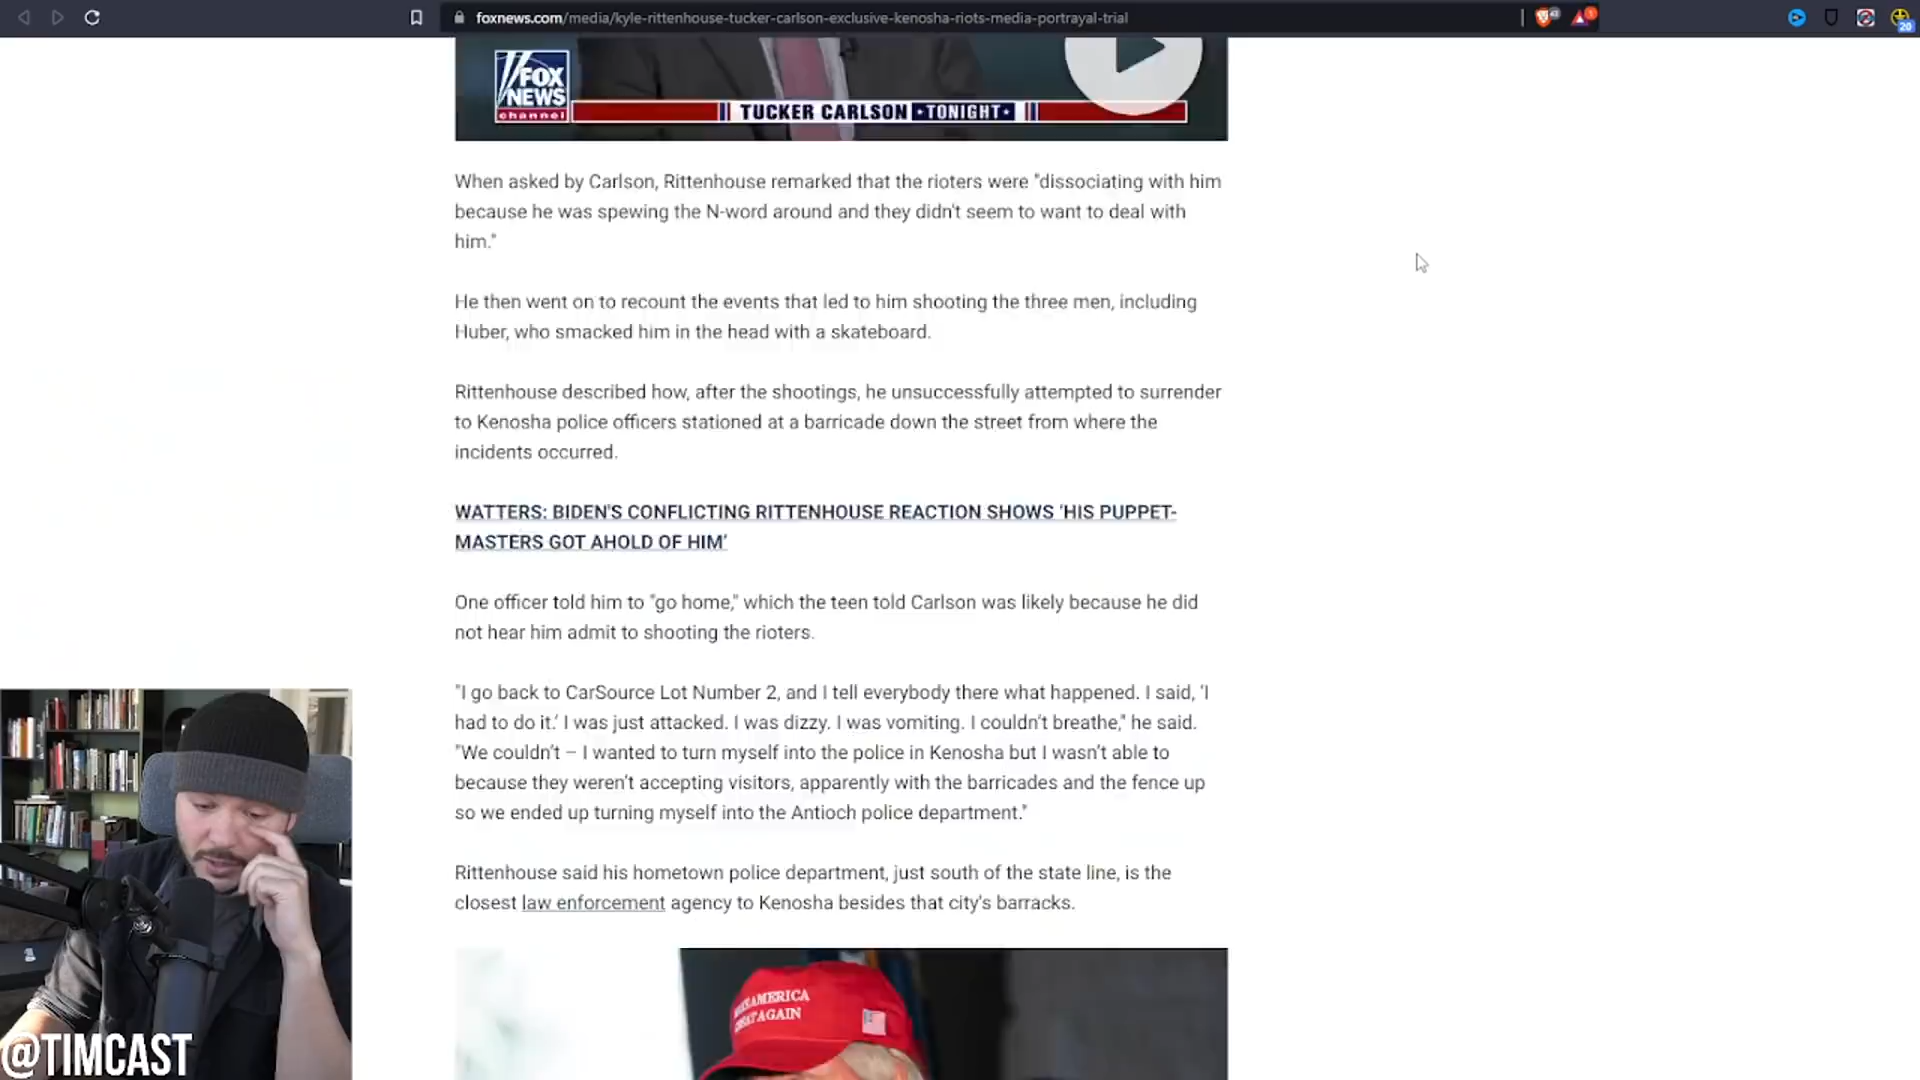 foxnews.com/media/kyle-rittenhouse-tucker-carlson-exclusive-kenosha-riots-media-portrayal-trial
20
FOX
NEWS
channel
TUCKER CARLSON TONIGHT
When asked by Carlson, Rittenhouse remarked that the rioters were "dissociating with him
because he was spewing the N-word around and they didn't seem to want to deal with
him."
He then went on to recount the events that led to him shooting the three men, including
Huber, who smacked him in the head with a skateboard.
Rittenhouse described how, after the shootings, he unsuccessfully attempted to surrender
to Kenosha police officers stationed at a barricade down the street from where the
incidents occurred.
WATTERS: BIDEN'S CONFLICTING RITTENHOUSE REACTION SHOWS ‘HIS PUPPET-
MASTERS GOT AHOLD OF HIM’
One officer told him to "go home," which the teen told Carlson was likely because he did
not hear him admit to shooting the rioters.
"I go back to CarSource Lot Number 2, and I tell everybody there what happened. I said, ‘I
had to do it.’ I was just attacked. I was dizzy. I was vomiting. I couldn’t breathe," he said.
"We couldn’t – I wanted to turn myself into the police in Kenosha but I wasn’t able to
because they weren’t accepting visitors, apparently with the barricades and the fence up
so we ended up turning myself into the Antioch police department."
Rittenhouse said his hometown police department, just south of the state line, is the
closest law enforcement agency to Kenosha besides that city's barracks.
AMERICA
AGAIN
@TIMCAST